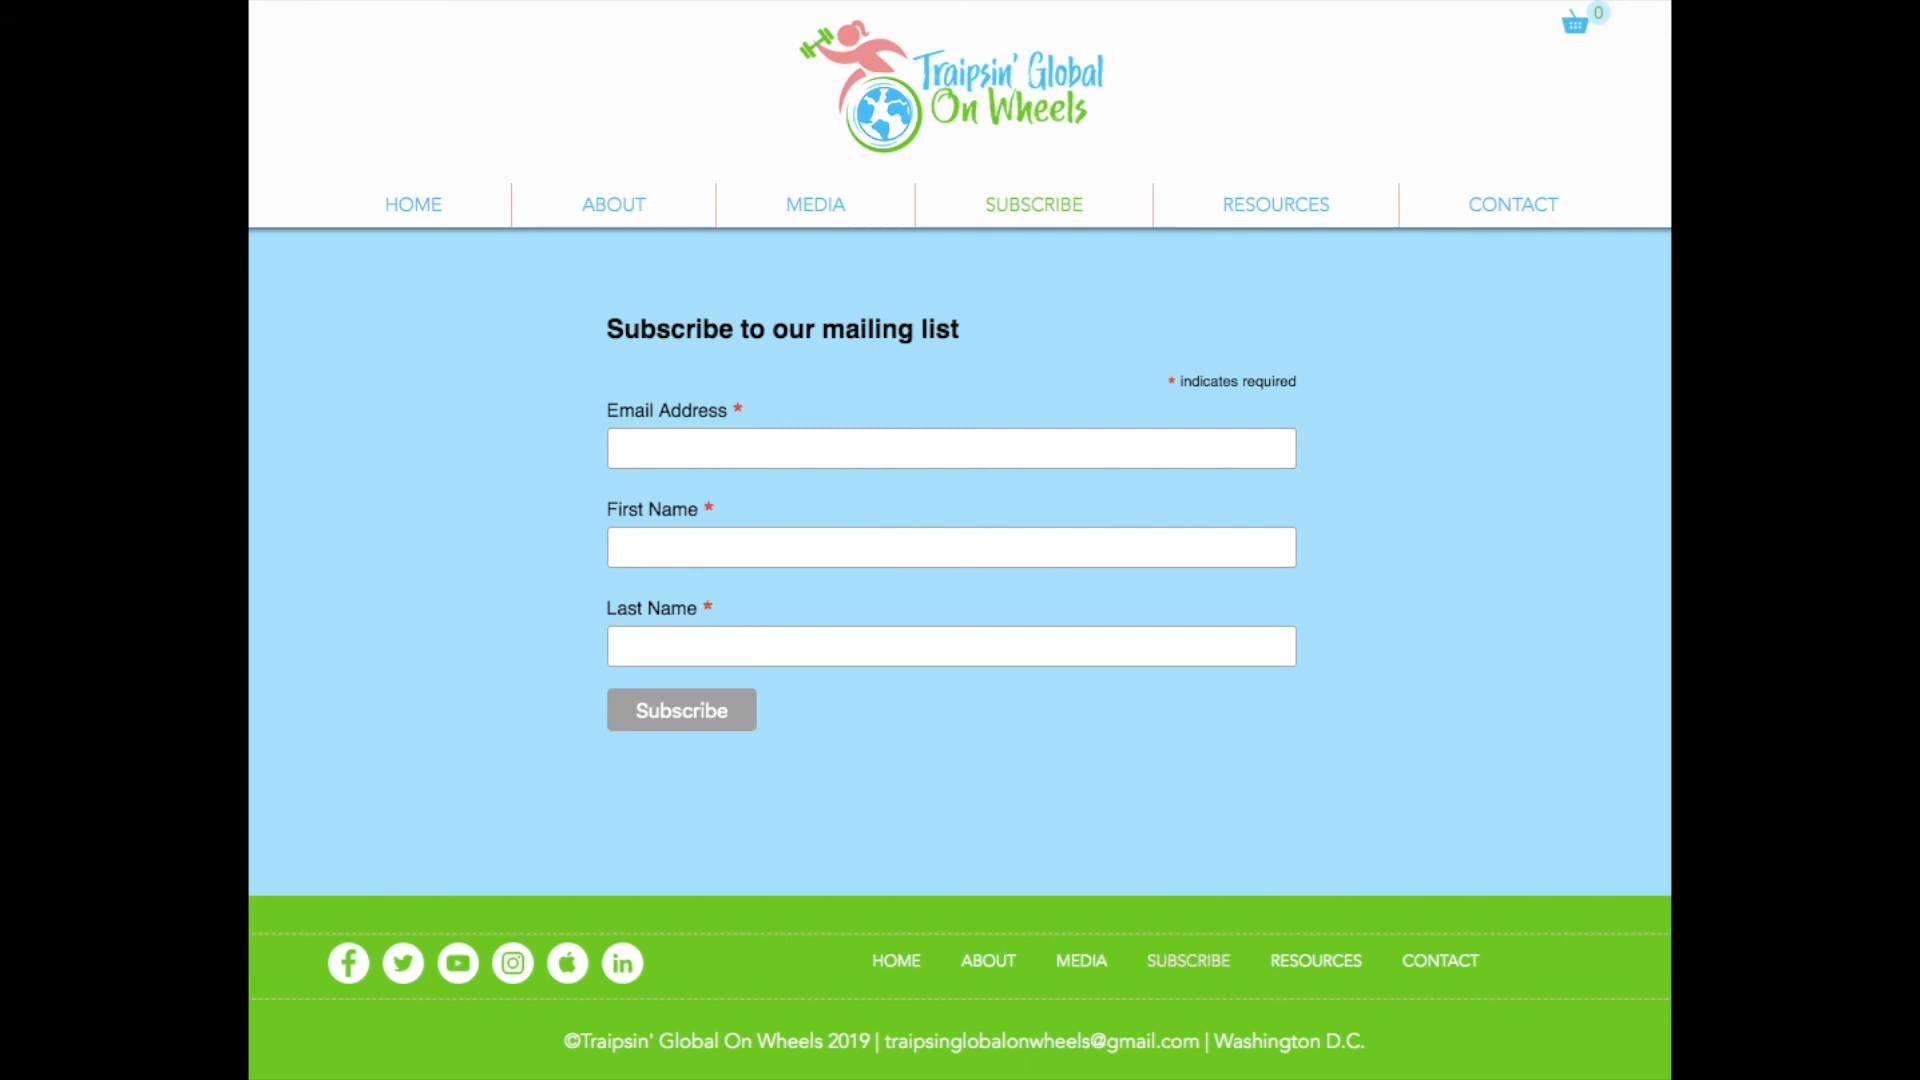 0
Traipsin' Global
On Wheels
HOME ABOUT MEDIA SUBSCRIBE RESOURCES CONTACT
Subscribe to our mailing list
* indicates required
Email Address *
First Name *
Last Name *
Subscribe
HOME ABOUT MEDIA SUBSCRIBE RESOURCES CONTACT
©Traipsin' Global On Wheels 2019 | traipsinglobalonwheels@gmail.com | Washington D.C.